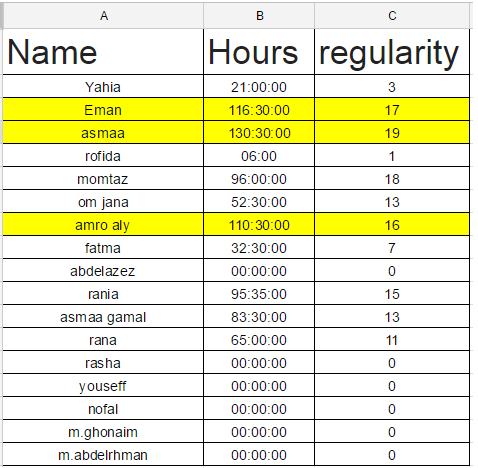 A B C
Name Hours regularity
Yahia 21:00:00 3
Eman 116:30:00 17
asmaa 130:30:00 19
rofida 06:00 1
momtaz 96:00:00 18
om jana 52:30:00 13
amro aly 110:30:00 16
fatma 32:30:00 7
abdelazez 00:00:00 0
rania 95:35:00 15
asmaa gamal 83:30:00 13
rana 65:00:00 11
rasha 00:00:00 0
youseff 00:00:00 0
nofal 00:00:00 0
m.ghonaim 00:00:00 0
m.abdelrhman 00:00:00 0